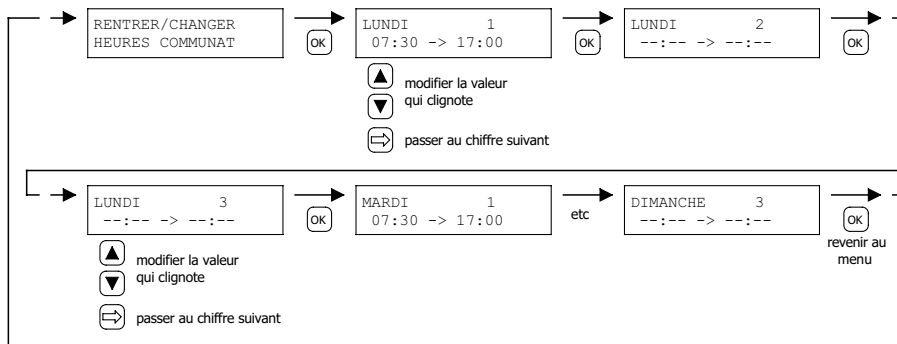 RENTRER/CHANGER
HEURES COMMUNAT
OK
LUNDI 1
07:30 -> 17:00
OK
LUNDI 2
--:-- -> --:--
OK
modifier la valeur
qui clignote
passer au chiffre suivant
LUNDI 3
--:-- -> --:--
OK
MARDI 1
07:30 -> 17:00
etc
DIMANCHE 3
--:-- -> --:--
OK
revenir au
menu
modifier la valeur
qui clignote
passer au chiffre suivant